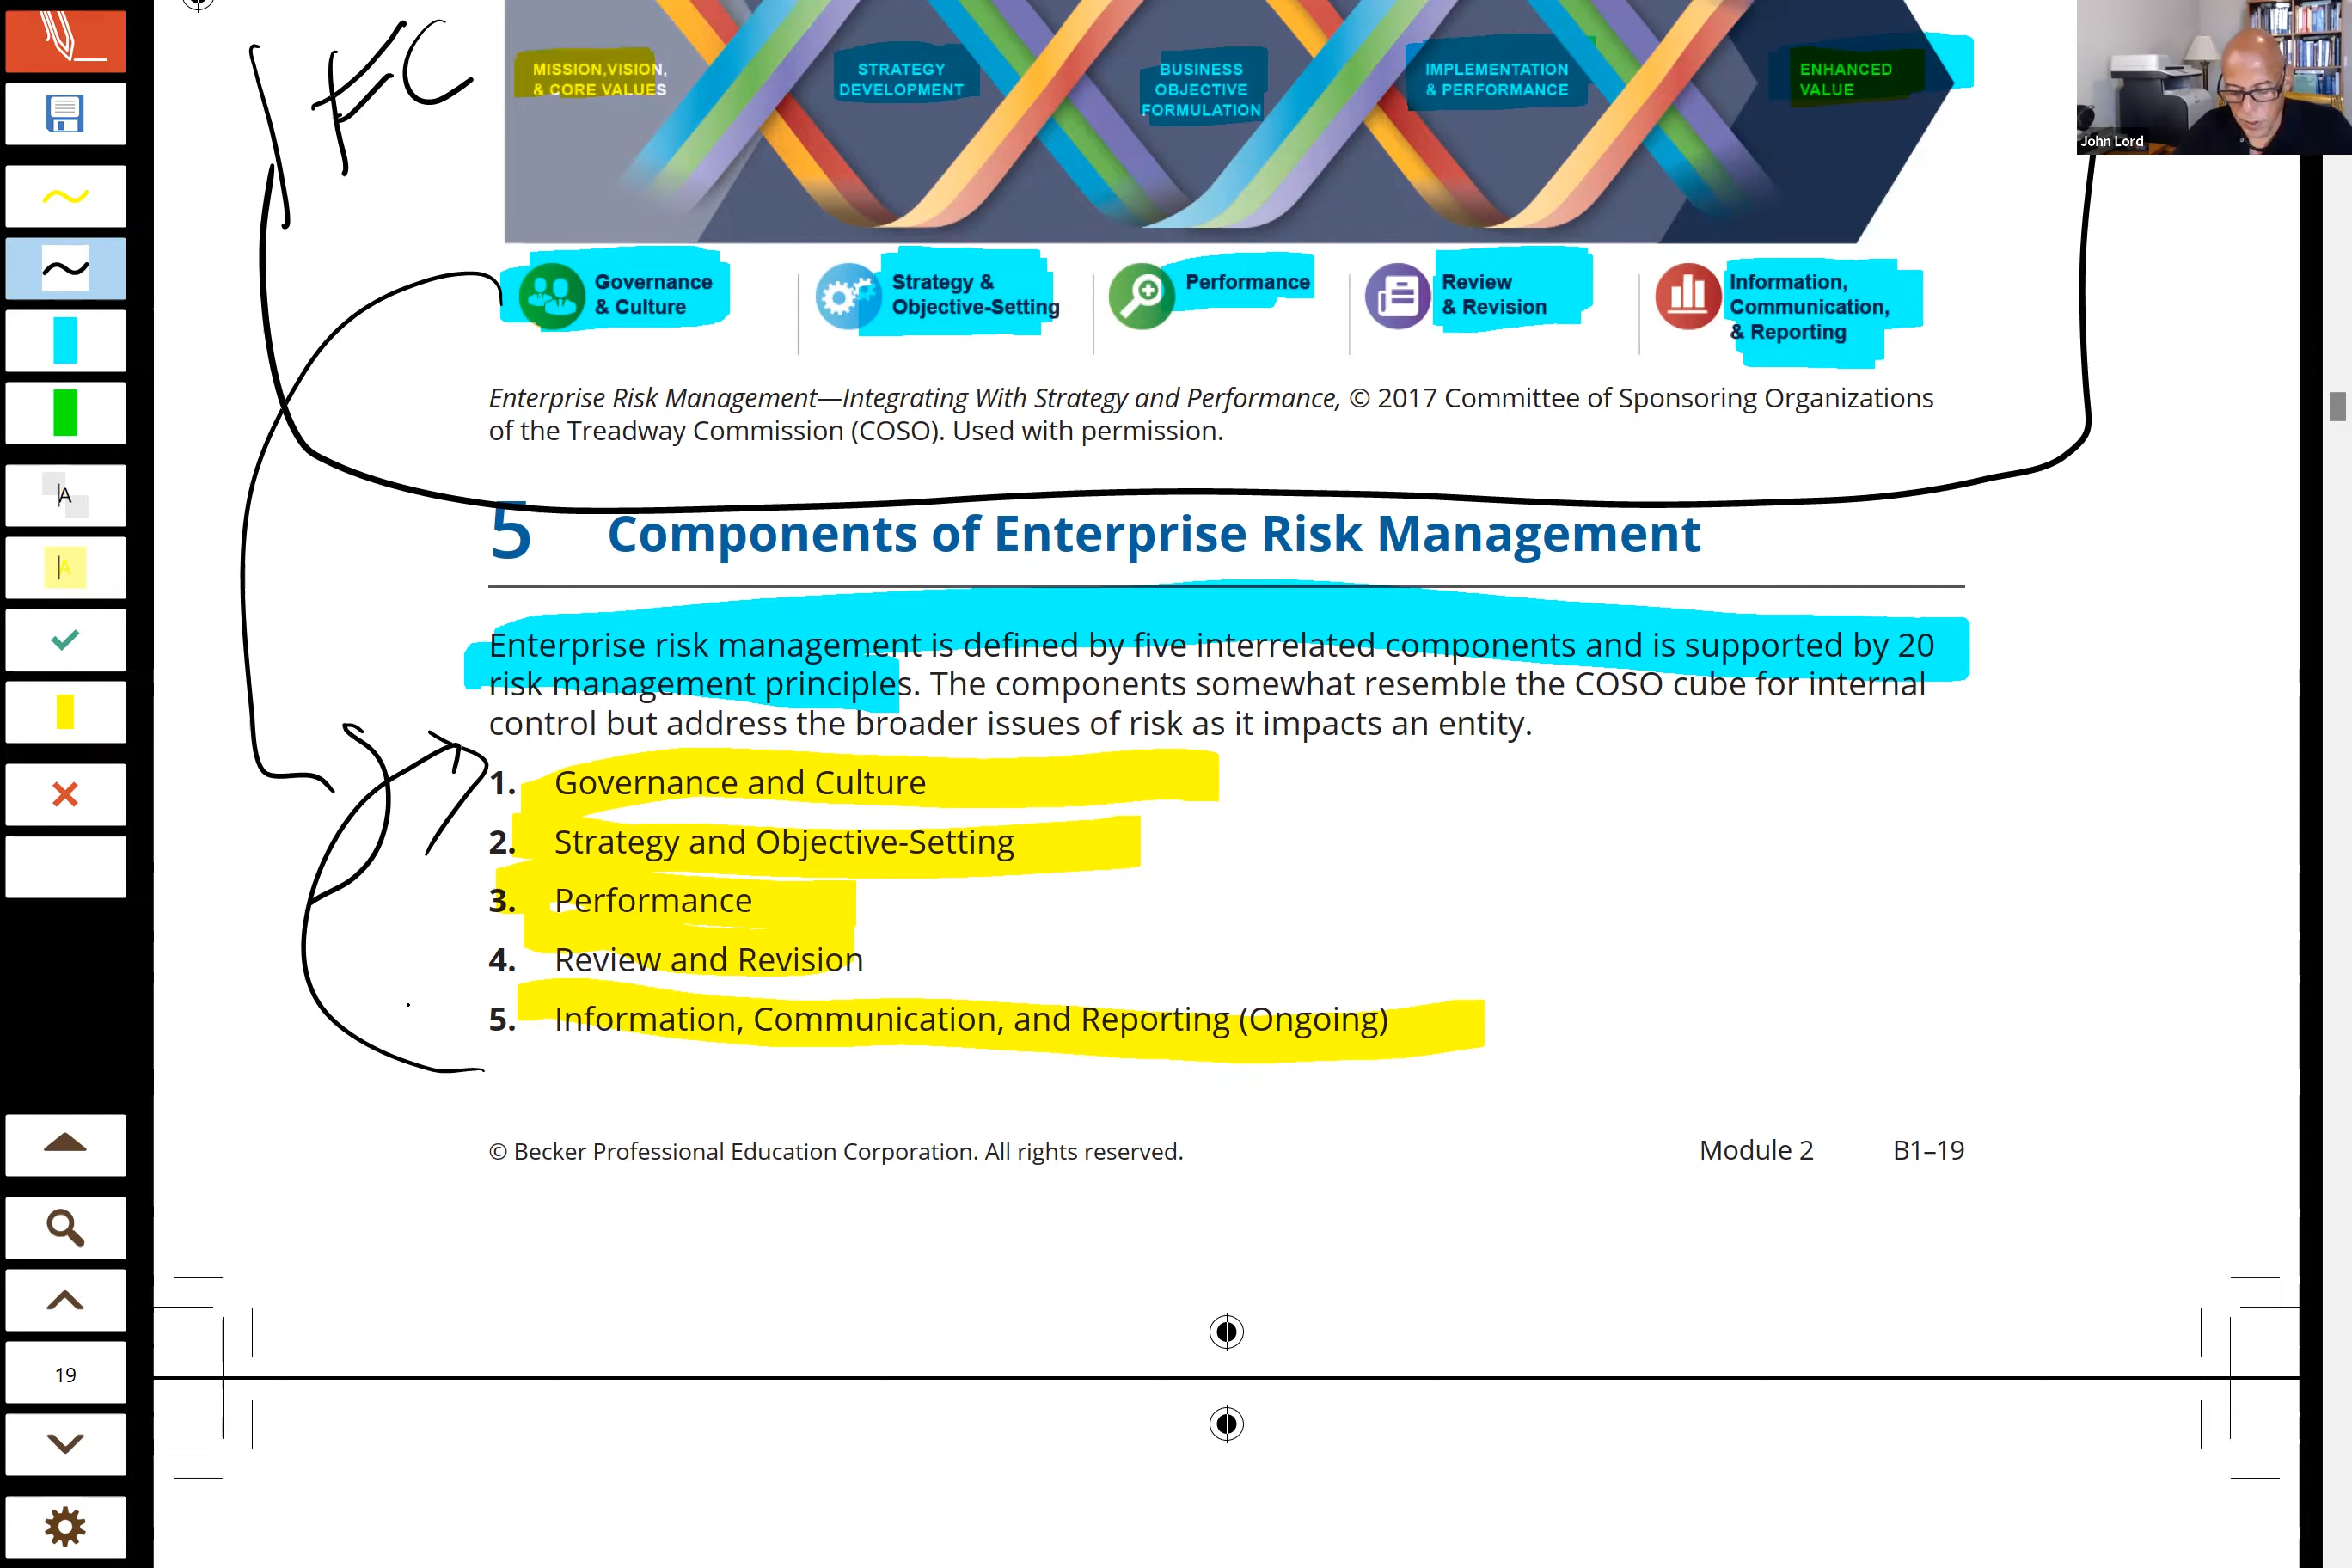 IFC
MISSION,VISION,
& CORE VALUES
STRATEGY
DEVELOPMENT
BUSINESS
OBJECTIVE
FORMULATION
IMPLEMENTATION
& PERFORMANCE
ENHANCED
VALUE
John Lord
Governance
& Culture
Strategy &
Objective-Setting
Performance
Review
& Revision
Information,
Communication,
& Reporting
Enterprise Risk Management—Integrating With Strategy and Performance, © 2017 Committee of Sponsoring Organizations
of the Treadway Commission (COSO). Used with permission.
5 Components of Enterprise Risk Management
Enterprise risk management is defined by five interrelated components and is supported by 20
risk management principles. The components somewhat resemble the COSO cube for internal
control but address the broader issues of risk as it impacts an entity.
1. Governance and Culture
2. Strategy and Objective-Setting
3. Performance
4. Review and Revision
5. Information, Communication, and Reporting (Ongoing)
© Becker Professional Education Corporation. All rights reserved.
Module 2 B1–19
A
A
19